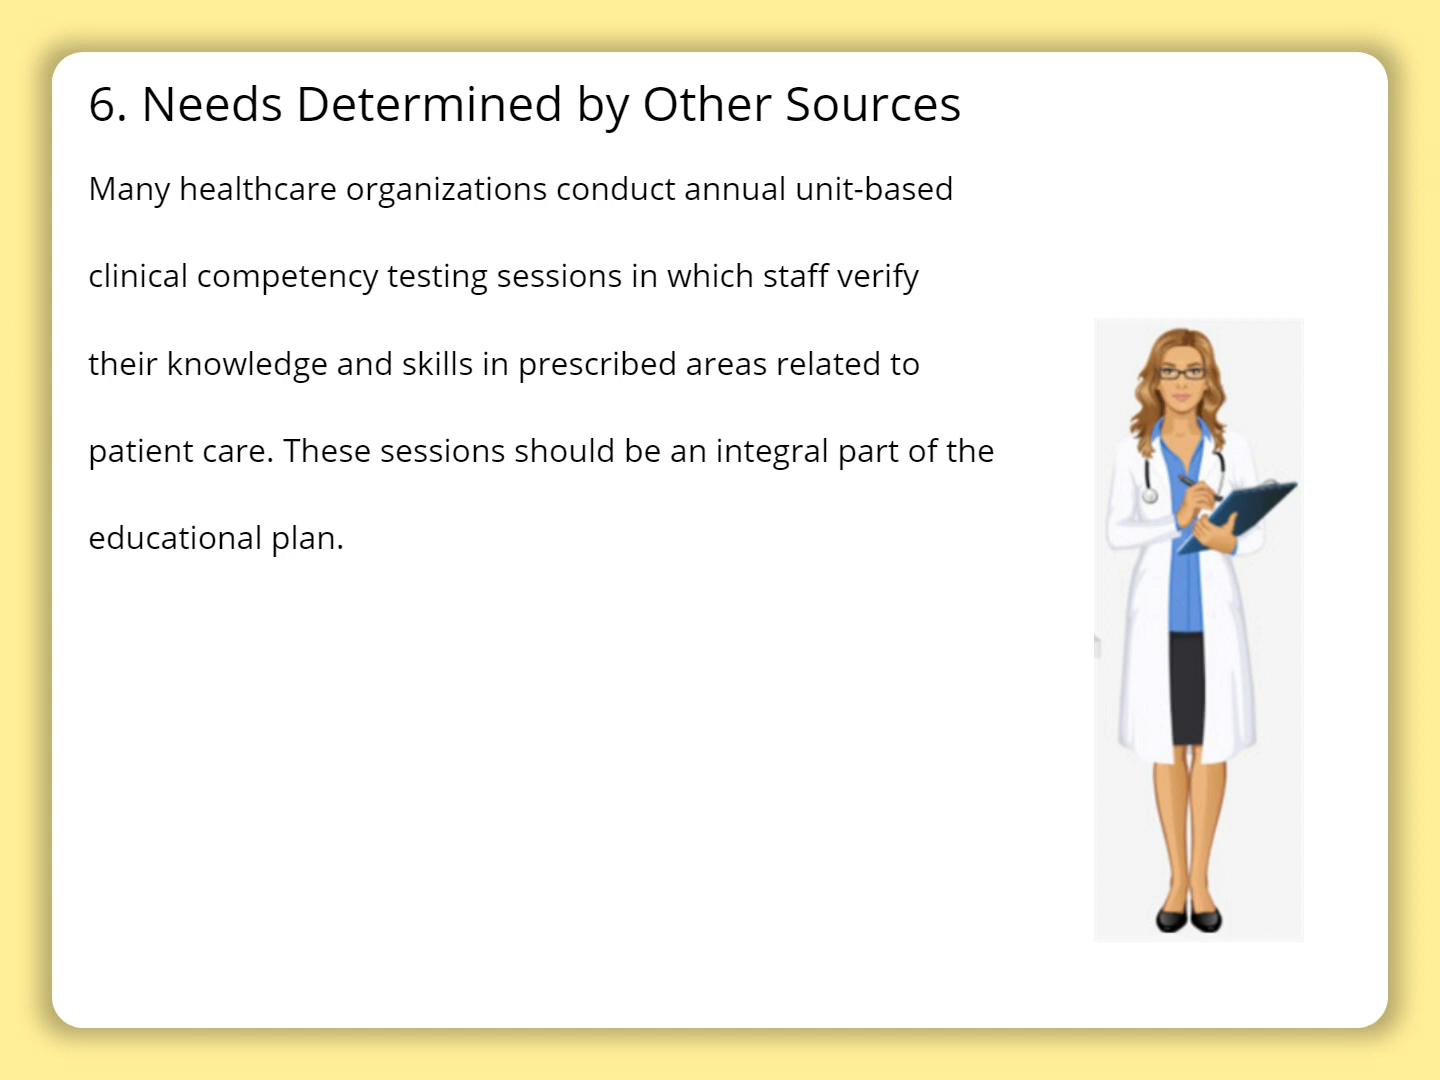 6. Needs Determined by Other Sources
Many healthcare organizations conduct annual unit-based
clinical competency testing sessions in which staff verify
their knowledge and skills in prescribed areas related to
patient care. These sessions should be an integral part of the
educational plan.